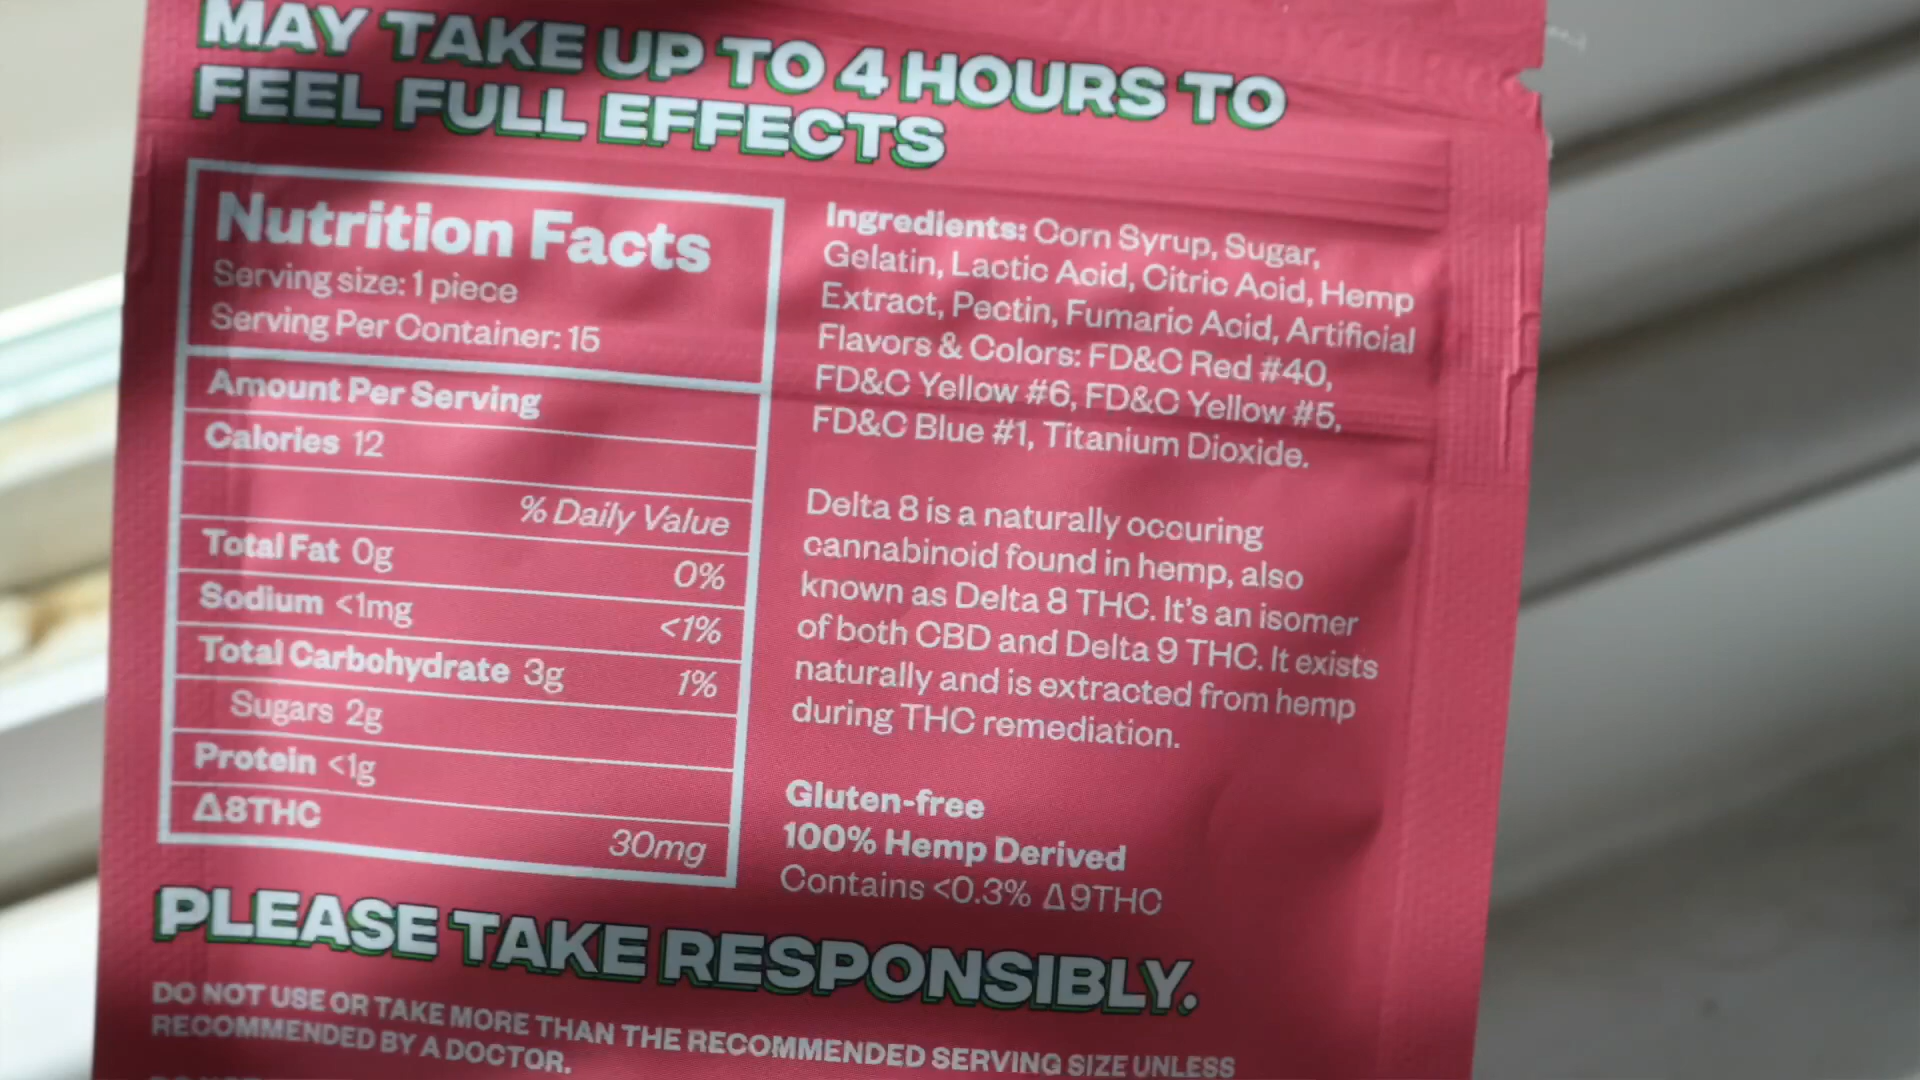 MAY TAKE UP TO 4 HOURS TO
FEEL FULL EFFECTS
Nutrition Facts
Serving size: 1 piece
Serving Per Container: 15
Amount Per Serving
Calories 12
% Daily Value
Total Fat 0g 0%
Sodium <1mg <1%
Total Carbohydrate 3g 1%
Sugars 2g
Protein <1g
Δ8THC 30mg
Ingredients: Corn Syrup, Sugar,
Gelatin, Lactic Acid, Citric Acid, Hemp
Extract, Pectin, Fumaric Acid, Artificial
Flavors & Colors: FD&C Red #40,
FD&C Yellow #6, FD&C Yellow #5,
FD&C Blue #1, Titanium Dioxide.
Delta 8 is a naturally occuring
cannabinoid found in hemp, also
known as Delta 8 THC. It's an isomer
of both CBD and Delta 9 THC. It exists
naturally and is extracted from hemp
during THC remediation.
Gluten-free
100% Hemp Derived
Contains <0.3% Δ9THC
PLEASE TAKE RESPONSIBLY.
DO NOT USE OR TAKE MORE THAN THE RECOMMENDED SERVING SIZE UNLESS
RECOMMENDED BY A DOCTOR.